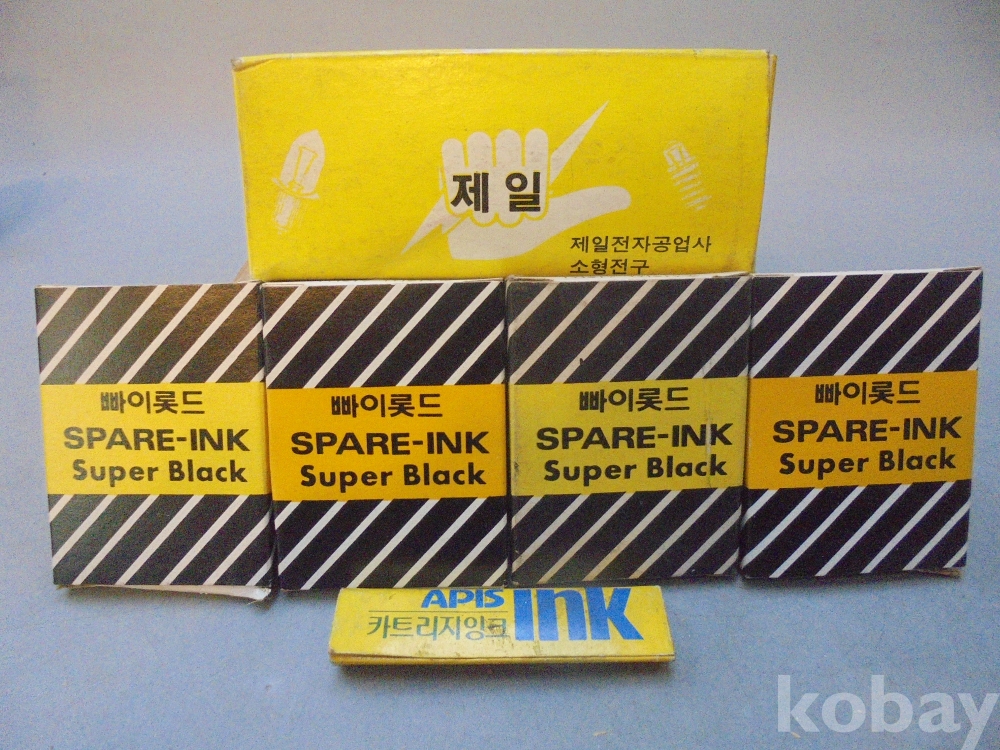 제일
제일전자공업사
소형전구
빠이롯드
SPARE-INK
Super Black
빠이롯드
SPARE-INK
Super Black
빠이롯드
SPARE-INK
Super Black
빠이롯드
SPARE-INK
Super Black
APIS
카트리지잉크
ink
kobay